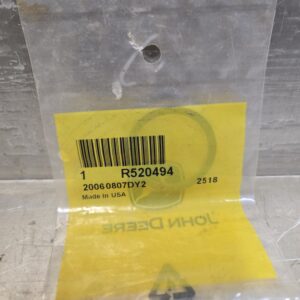 1 R520494
20060807DY2 2518
Made In USA
JOHN DEERE